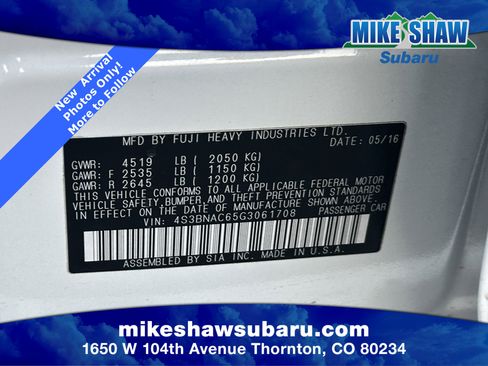 MIKE SHAW
Subaru
New Arrival
Photos Only!
More to Follow
MFD BY FUJI HEAVY INDUSTRIES LTD.
DATE: 05/16
GVWR: 4519 LB ( 2050 KG)
GAWR: F 2535 LB ( 1150 KG)
GAWR: R 2645 LB ( 1200 KG)
THIS VEHICLE CONFORMS TO ALL APPLICABLE FEDERAL MOTOR
VEHICLE SAFETY,BUMPER,AND THEFT PREVENTION STANDARDS
IN EFFECT ON THE DATE OF MANUFACTURE SHOWN ABOVE.
VIN: 4S3BNAC65G3061708 PASSENGER CAR
ASSEMBLED BY SIA INC. MADE IN U.S.A.
mikeshawsubaru.com
1650 W 104th Avenue Thornton, CO 80234